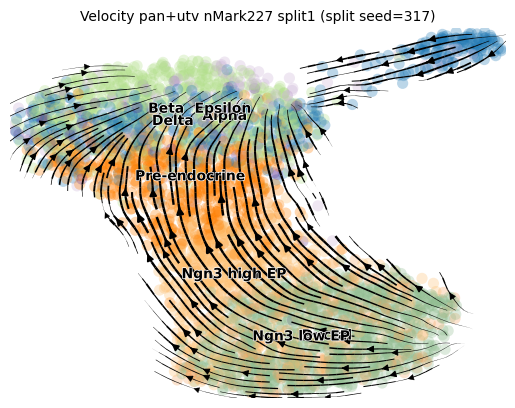 Velocity pan+utv nMark227 split1 (split seed=317)
Beta Epsilon
Delta Alpha
Pre-endocrine
Ngn3 high EP
Ngn3 low EP